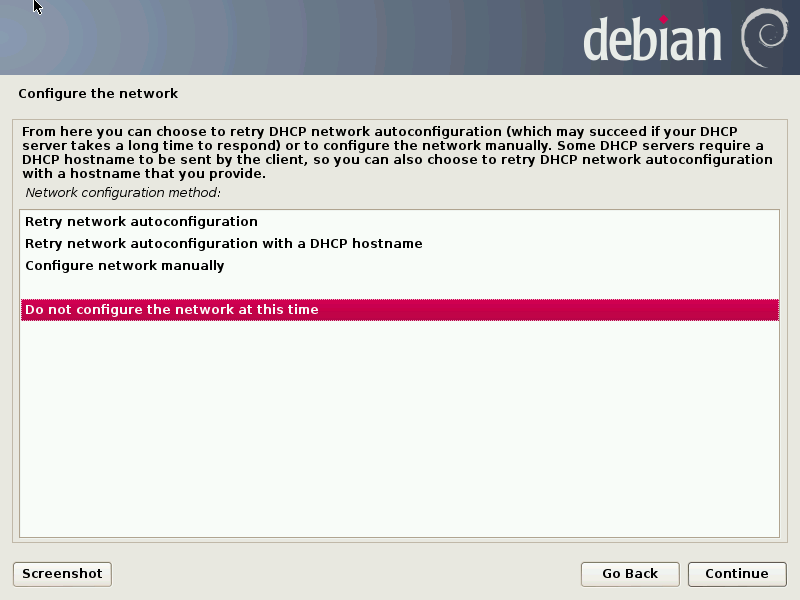 debian
Configure the network
From here you can choose to retry DHCP network autoconfiguration (which may succeed if your DHCP
server takes a long time to respond) or to configure the network manually. Some DHCP servers require a
DHCP hostname to be sent by the client, so you can also choose to retry DHCP network autoconfiguration
with a hostname that you provide.
Network configuration method:
Retry network autoconfiguration
Retry network autoconfiguration with a DHCP hostname
Configure network manually
Do not configure the network at this time
Screenshot
Go Back
Continue